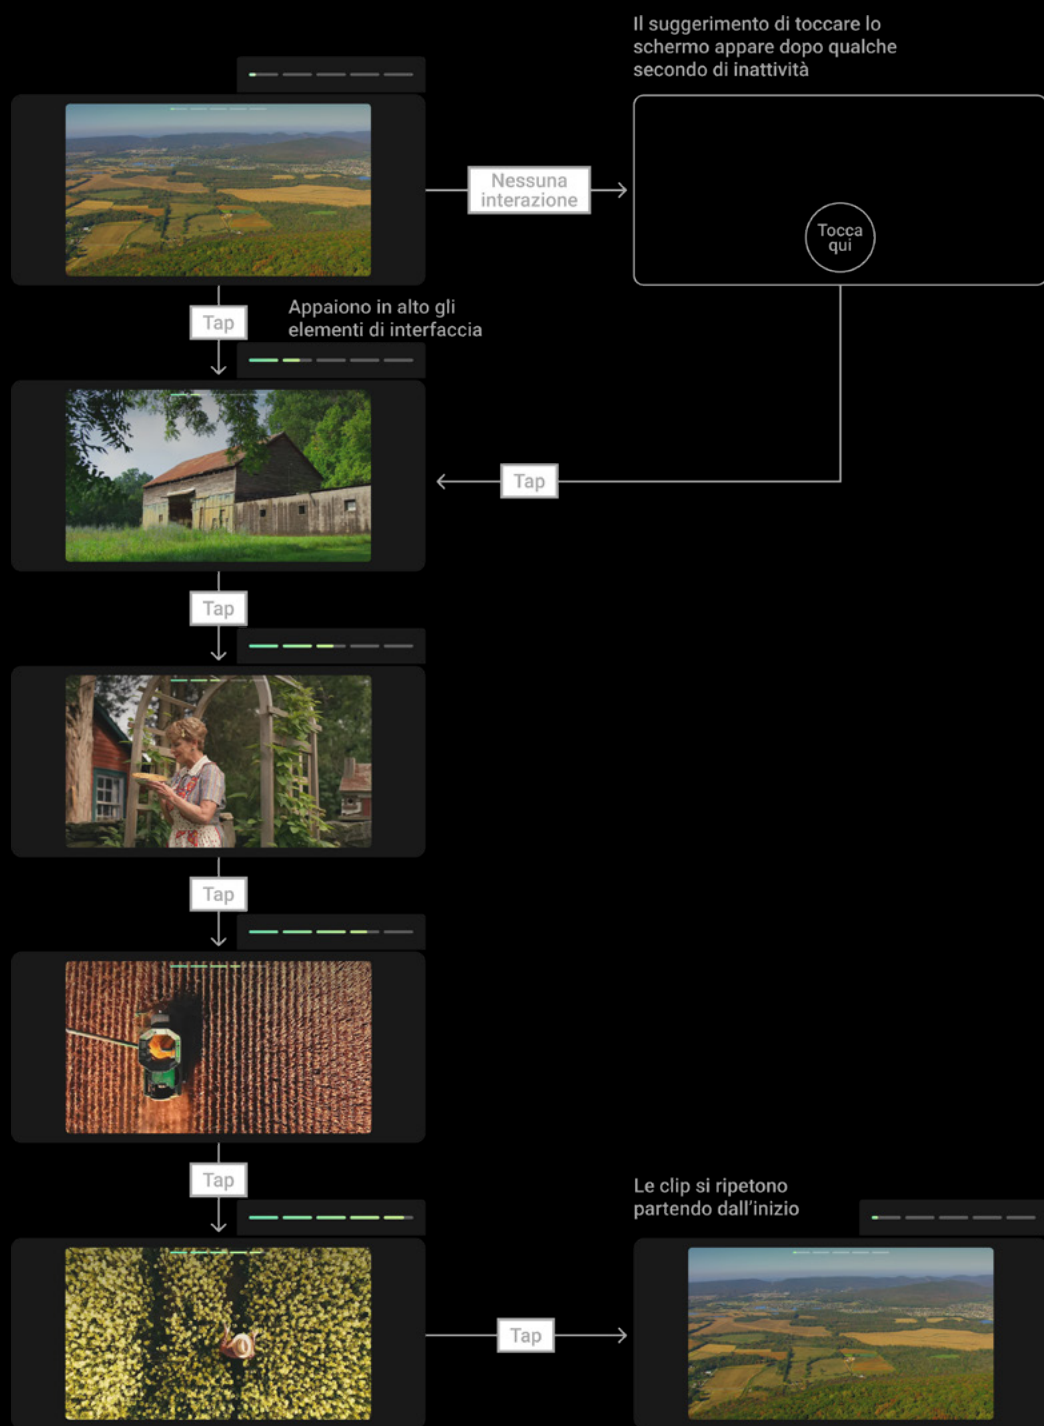 Il suggerimento di toccare lo
schermo appare dopo qualche
secondo di inattività
Nessuna
interazione
Tocca
qui
Tap
Appaiono in alto gli
elementi di interfaccia
Tap
Tap
Tap
Tap
Le clip si ripetono
partendo dall'inizio
Tap